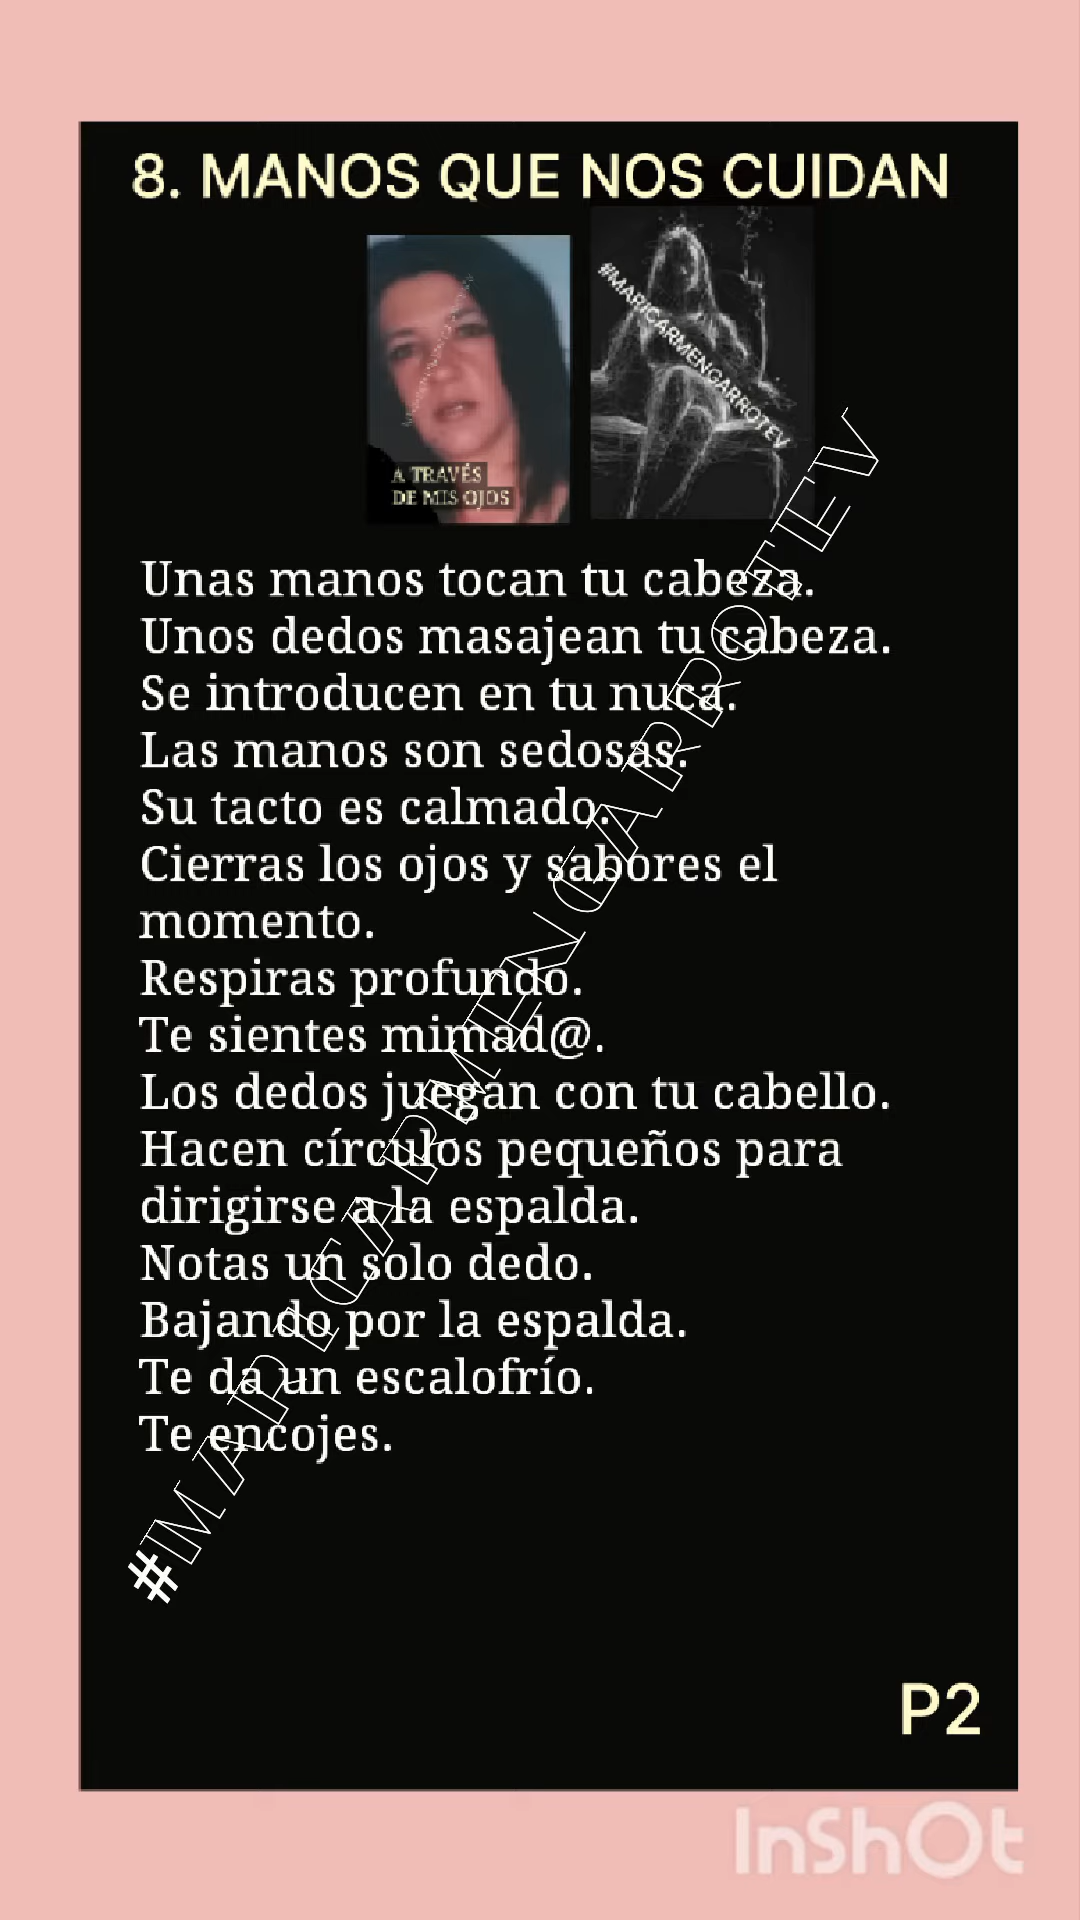 8. MANOS QUE NOS CUIDAN
#MARICARMENGARROTEV
A TRAVÉS
DE MIS OJOS
Unas manos tocan tu cabeza.
Unos dedos masajean tu cabeza.
Se introducen en tu nuca.
Las manos son sedosas.
Su tacto es calmado.
Cierras los ojos y sabores el
momento.
Respiras profundo.
Te sientes mimad@.
Los dedos juegan con tu cabello.
Hacen círculos pequeños para
dirigirse a la espalda.
Notas un solo dedo.
Bajando por la espalda.
Te da un escalofrío.
Te encojes.
#MARICARMENGARROTEV
P2
InShOt